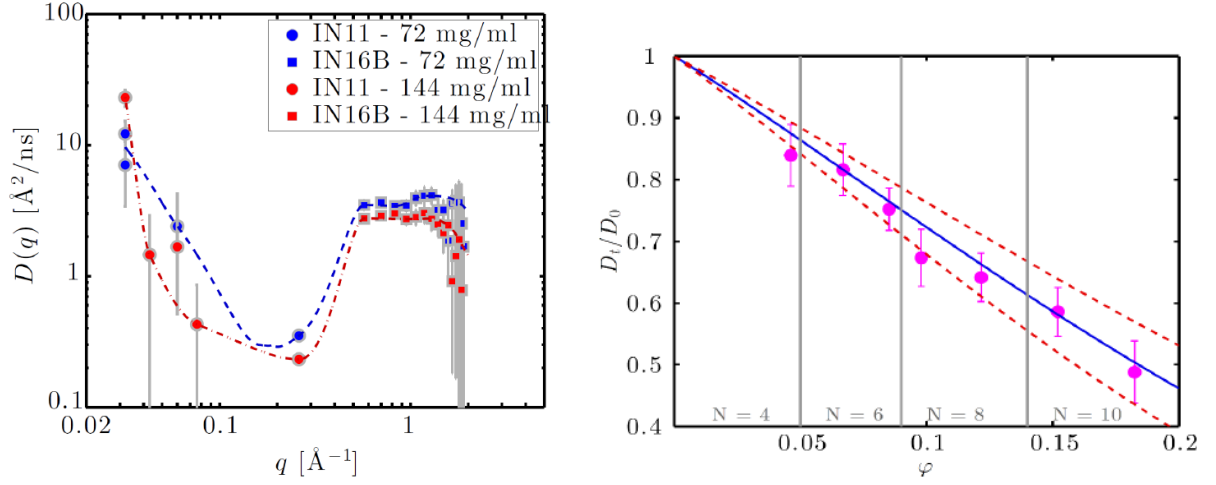 100
10
1
0.1
D(q) [Å²/ns]
0.02
0.1
1
q [Å⁻¹]
IN11 - 72 mg/ml
IN16B - 72 mg/ml
IN11 - 144 mg/ml
IN16B - 144 mg/ml
1
0.9
0.8
0.7
0.6
0.5
0.4
Dₜ/D₀
N = 4
N = 6
N = 8
N = 10
0.05
0.1
0.15
0.2
φ